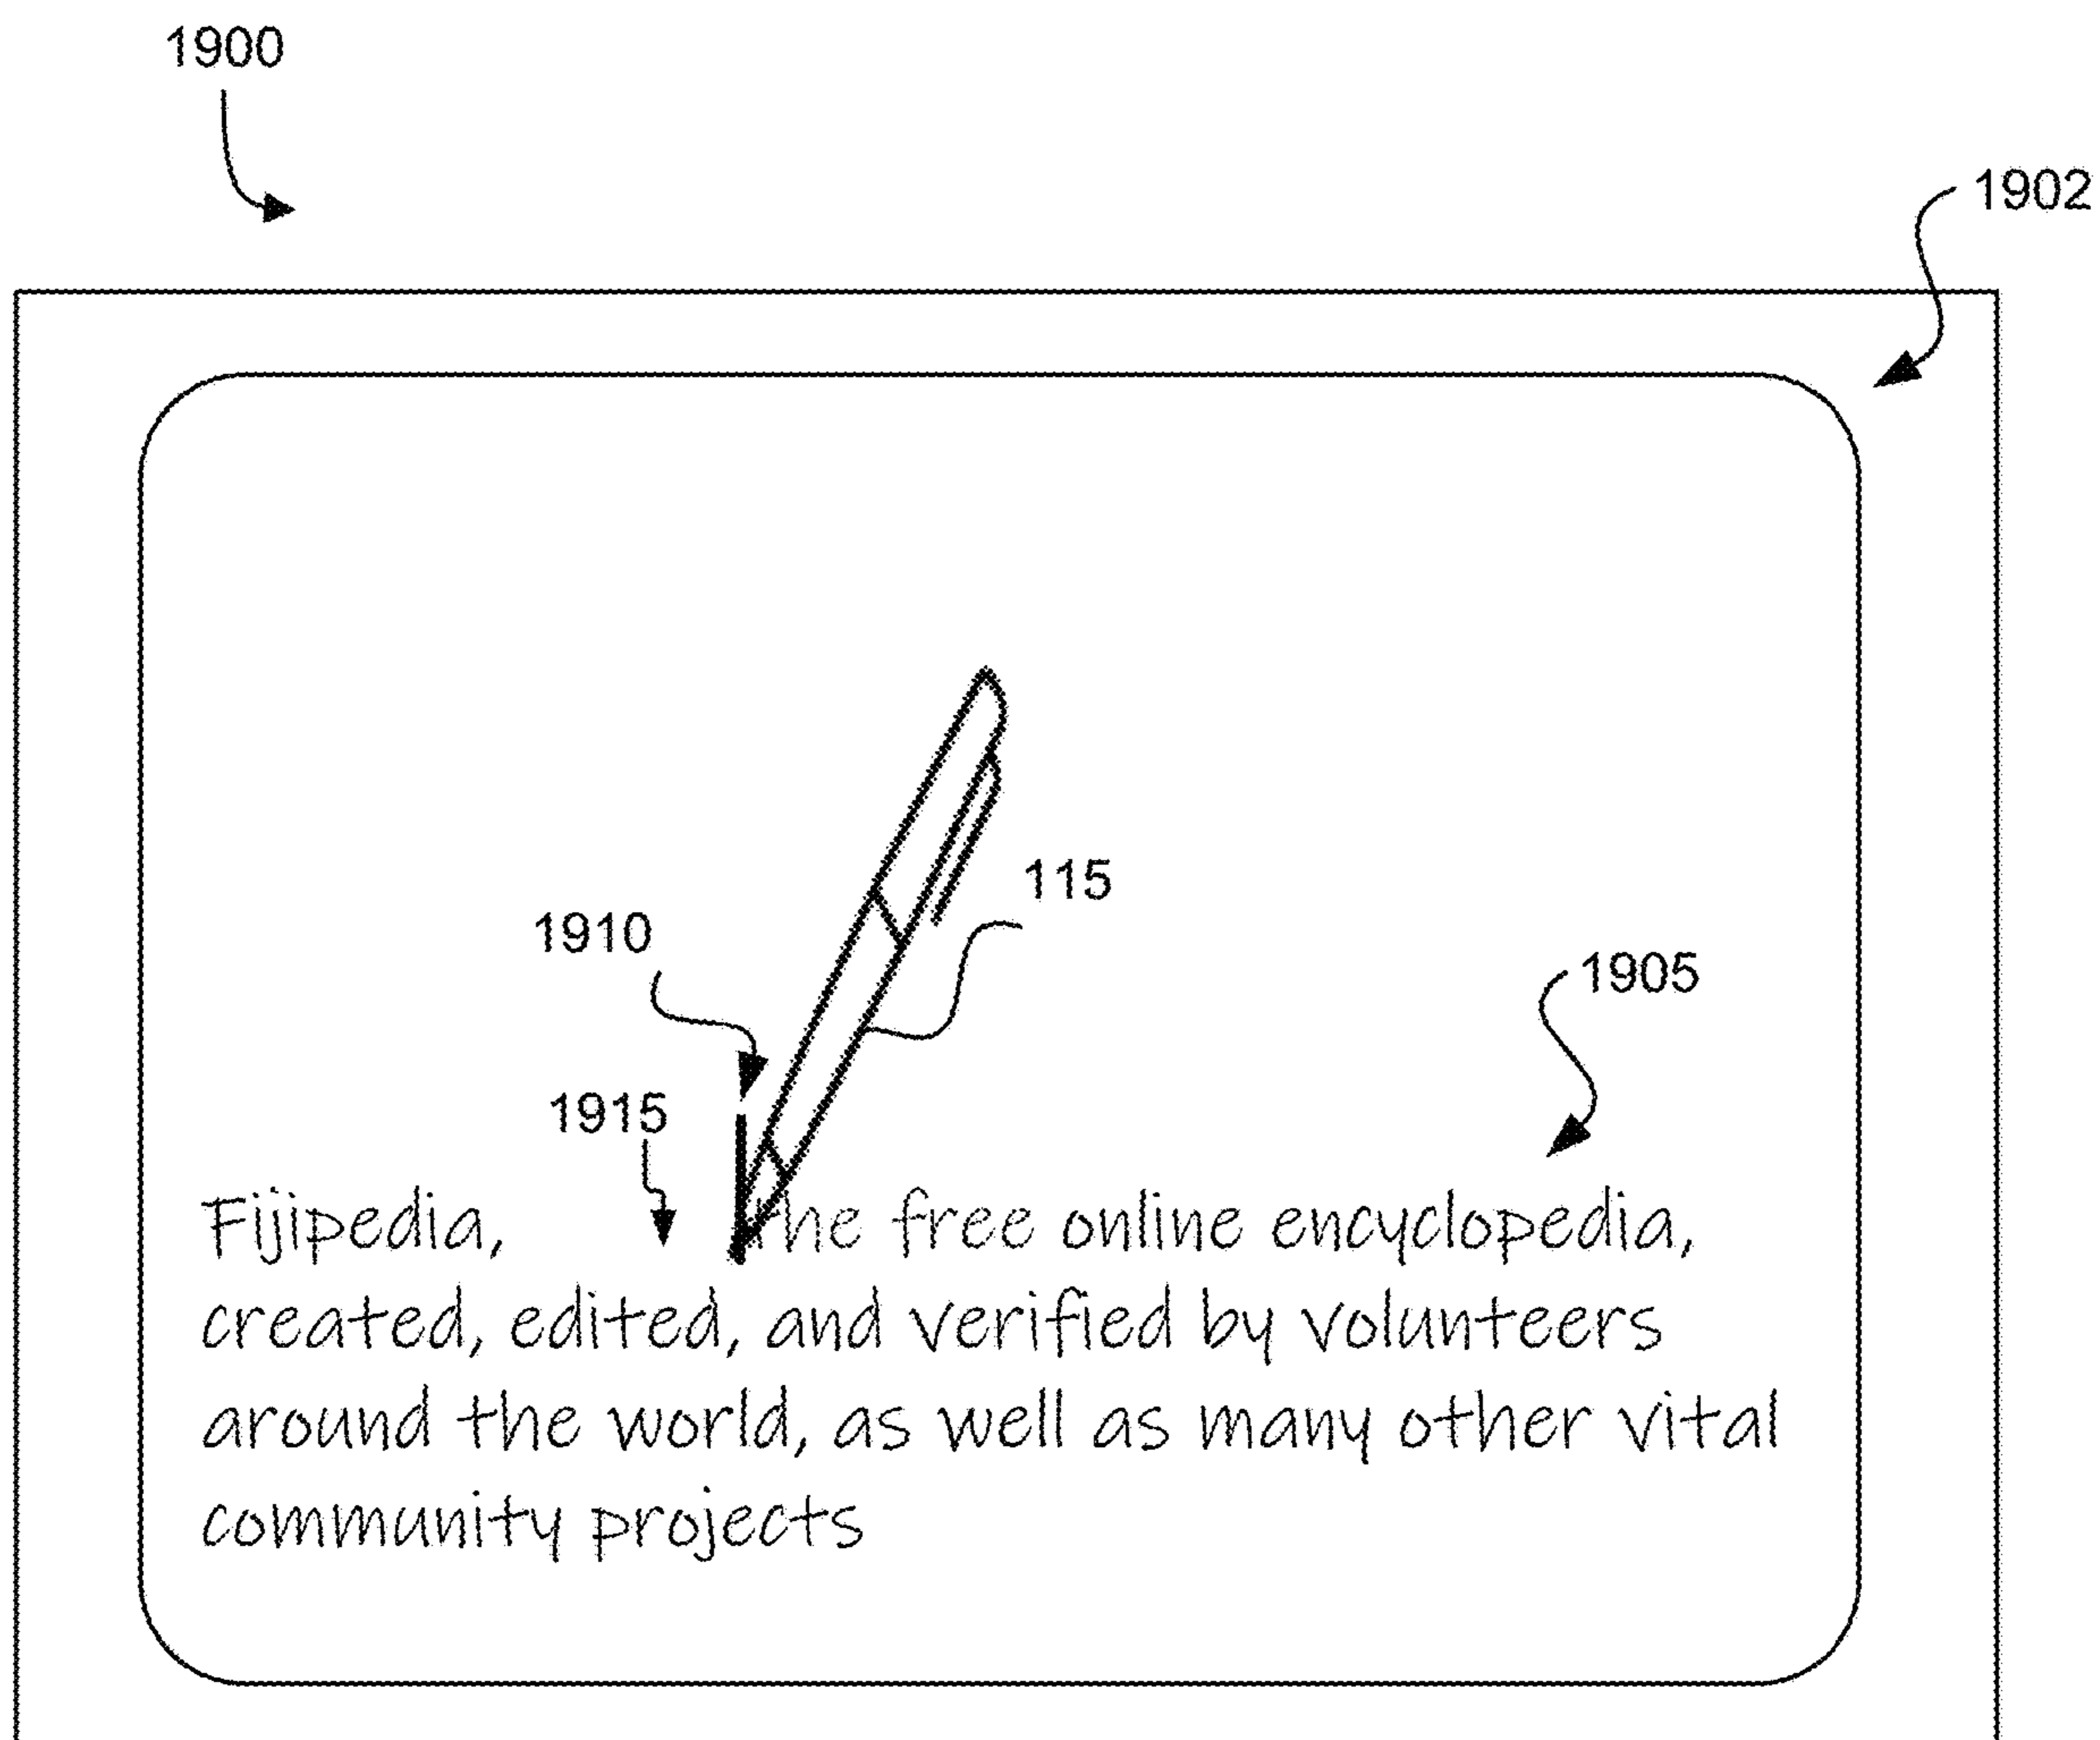 1900
1902
115
1910
1905
1915
Fijipedia, the free online encyclopedia,
created, edited, and verified by volunteers
around the world, as well as many other vital
community projects